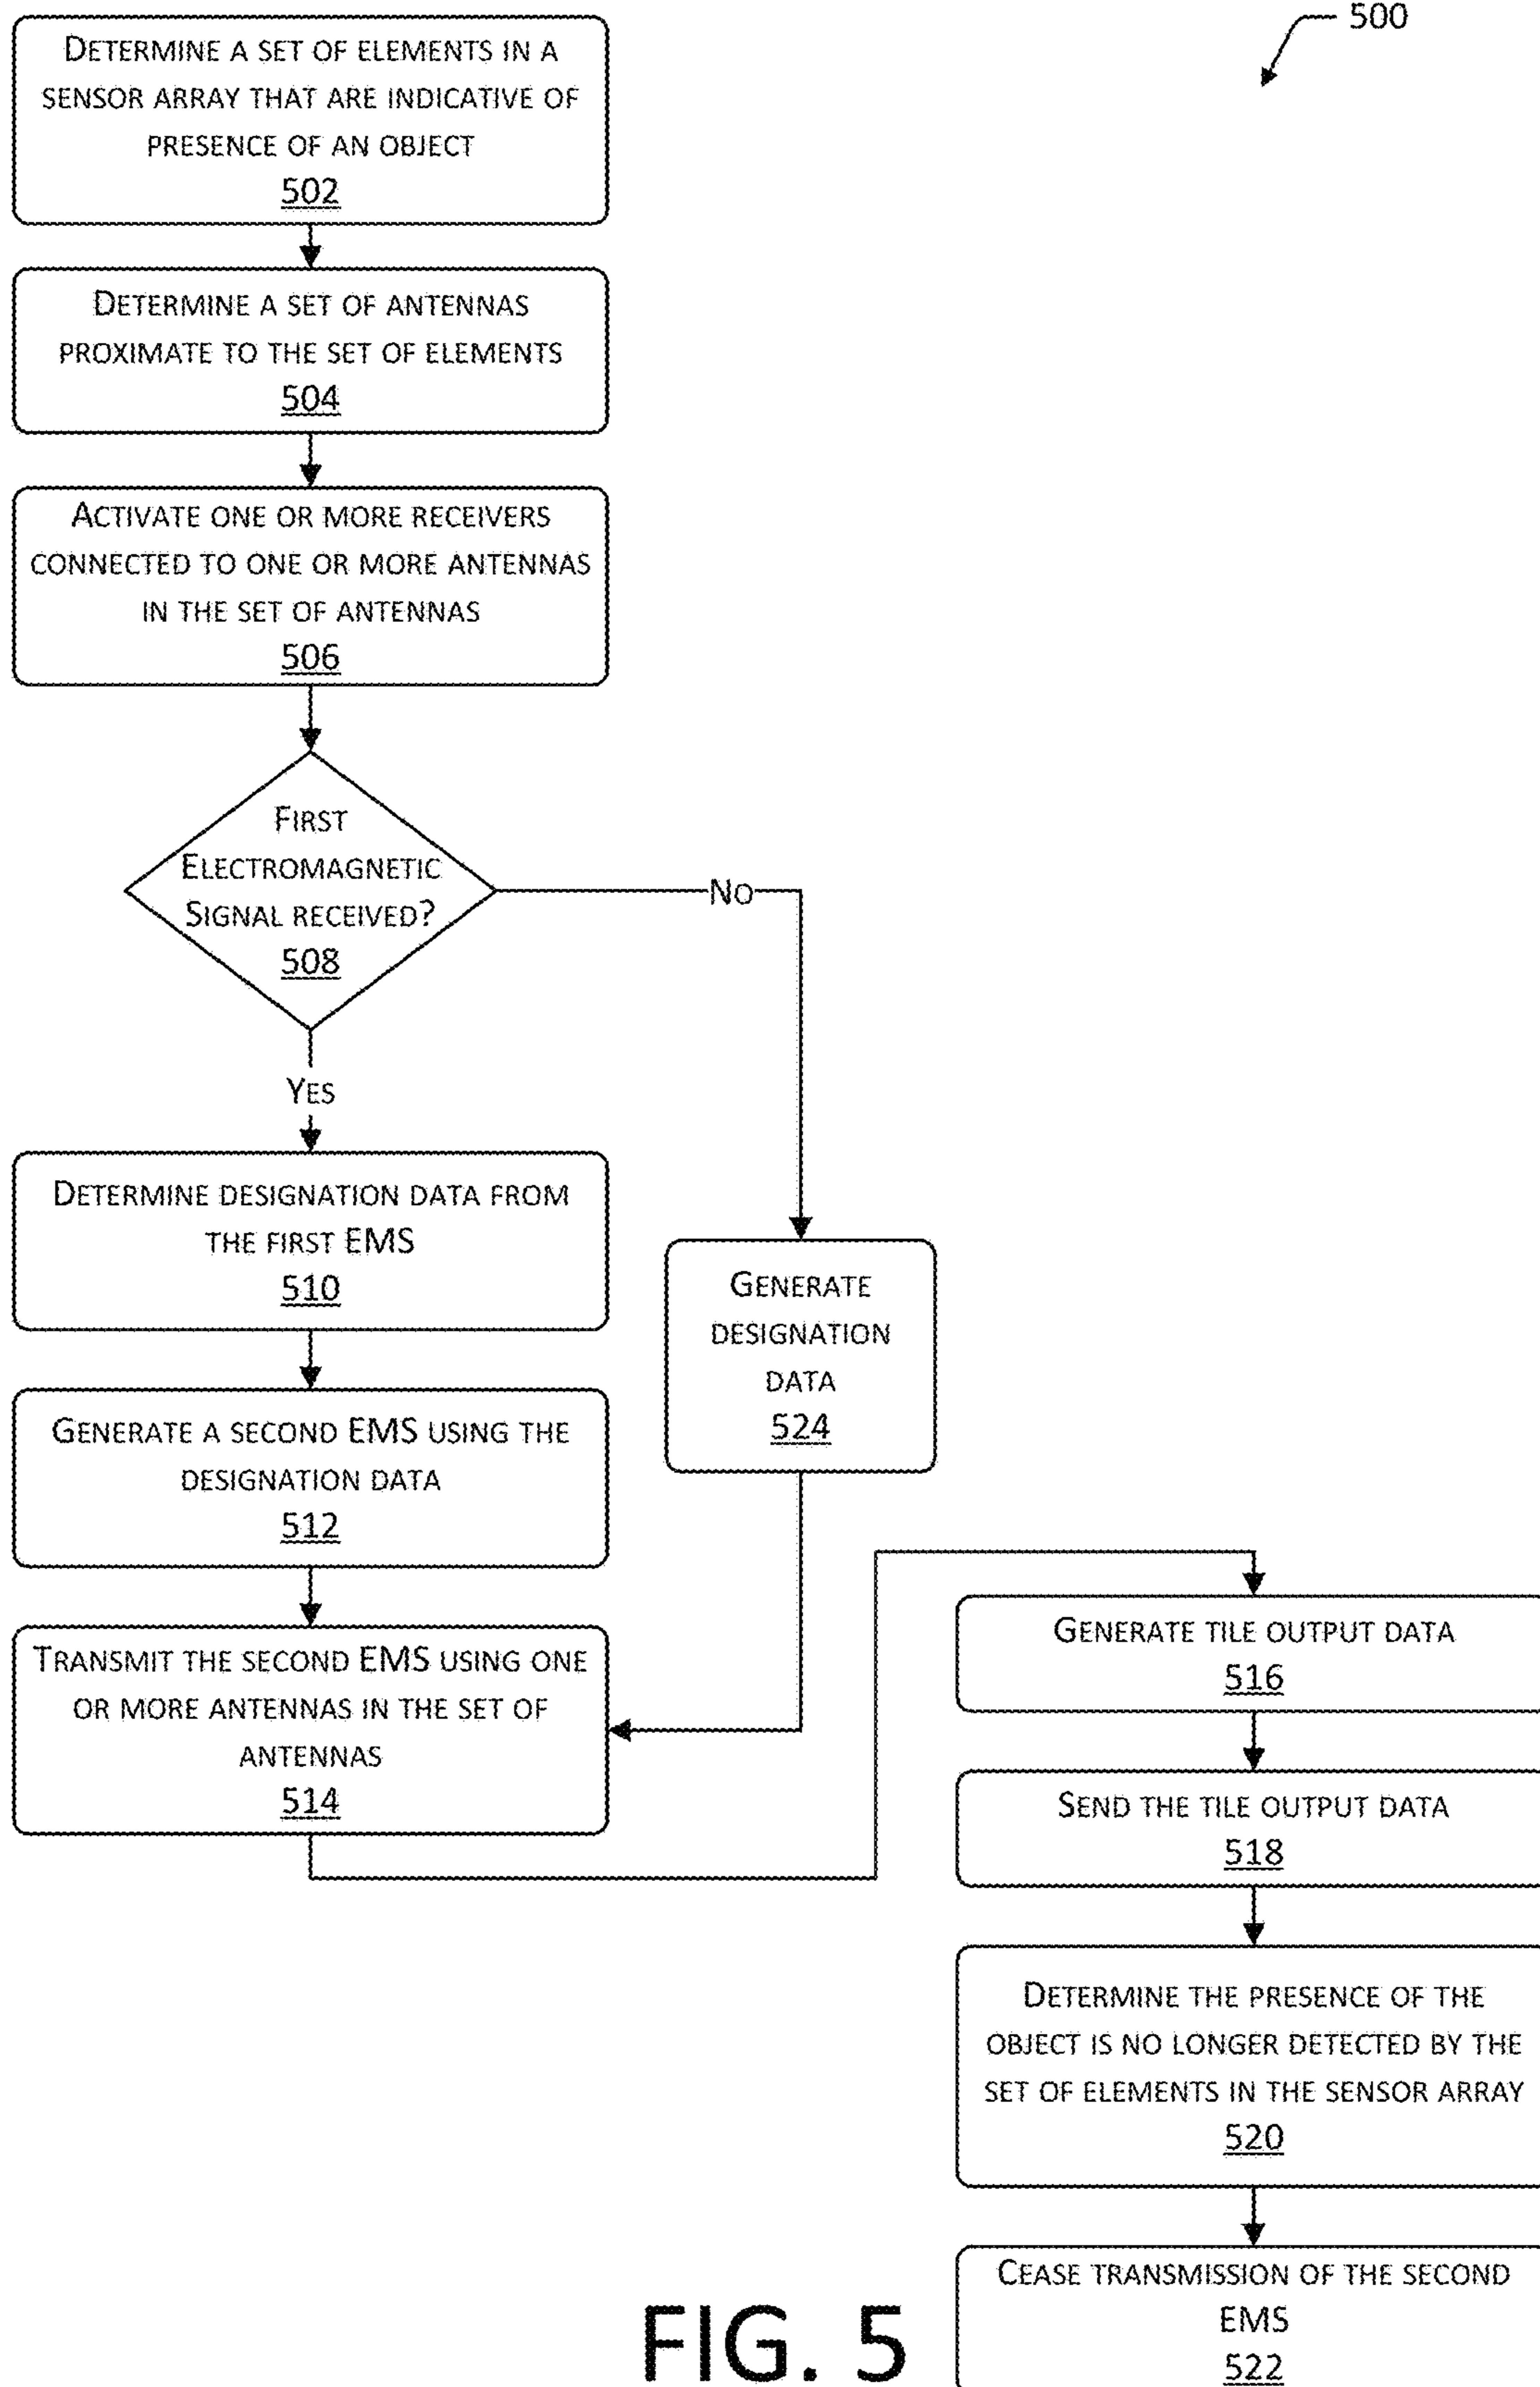 500
DETERMINE A SET OF ELEMENTS IN A
SENSOR ARRAY THAT ARE INDICATIVE OF
PRESENCE OF AN OBJECT
502
DETERMINE A SET OF ANTENNAS
PROXIMATE TO THE SET OF ELEMENTS
504
ACTIVATE ONE OR MORE RECEIVERS
CONNECTED TO ONE OR MORE ANTENNAS
IN THE SET OF ANTENNAS
506
FIRST
ELECTROMAGNETIC
SIGNAL RECEIVED?
508
NO
YES
DETERMINE DESIGNATION DATA FROM
THE FIRST EMS
510
GENERATE
DESIGNATION
DATA
524
GENERATE A SECOND EMS USING THE
DESIGNATION DATA
512
TRANSMIT THE SECOND EMS USING ONE
OR MORE ANTENNAS IN THE SET OF
ANTENNAS
514
GENERATE TILE OUTPUT DATA
516
SEND THE TILE OUTPUT DATA
518
DETERMINE THE PRESENCE OF THE
OBJECT IS NO LONGER DETECTED BY THE
SET OF ELEMENTS IN THE SENSOR ARRAY
520
CEASE TRANSMISSION OF THE SECOND
EMS
522
FIG. 5